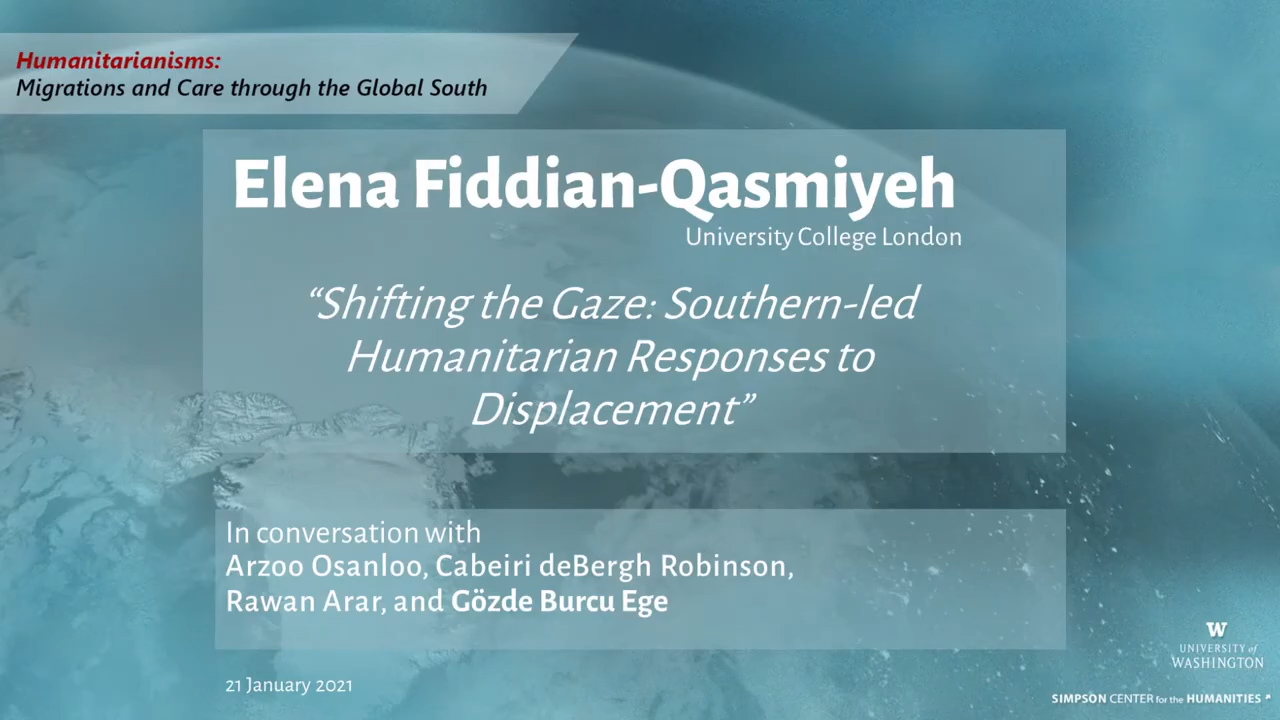 Humanitarianisms:
Migrations and Care through the Global South
Elena Fiddian-Qasmiyeh
University College London
“Shifting the Gaze: Southern-led
Humanitarian Responses to
Displacement”
In conversation with
Arzoo Osanloo, Cabeiri deBergh Robinson,
Rawan Arar, and Gözde Burcu Ege
21 January 2021
W
UNIVERSITY of
WASHINGTON
SIMPSON CENTER for the HUMANITIES